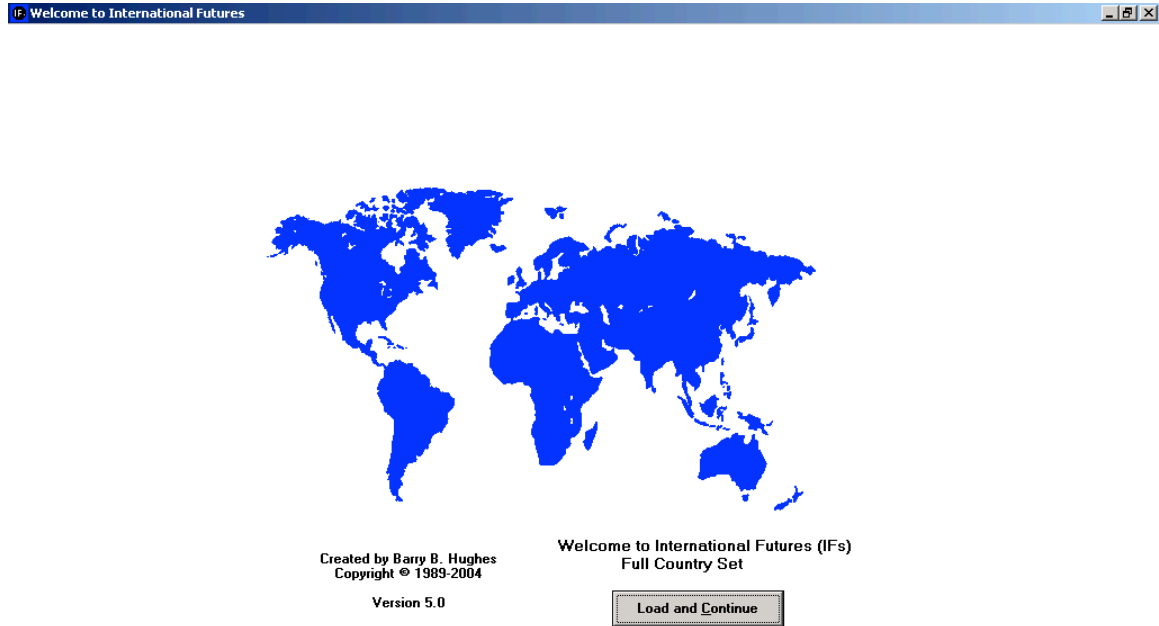 IFs Welcome to International Futures
Welcome to International Futures (IFs)
Full Country Set
Created by Barry B. Hughes
Copyright © 1989-2004
Version 5.0
Load and Continue